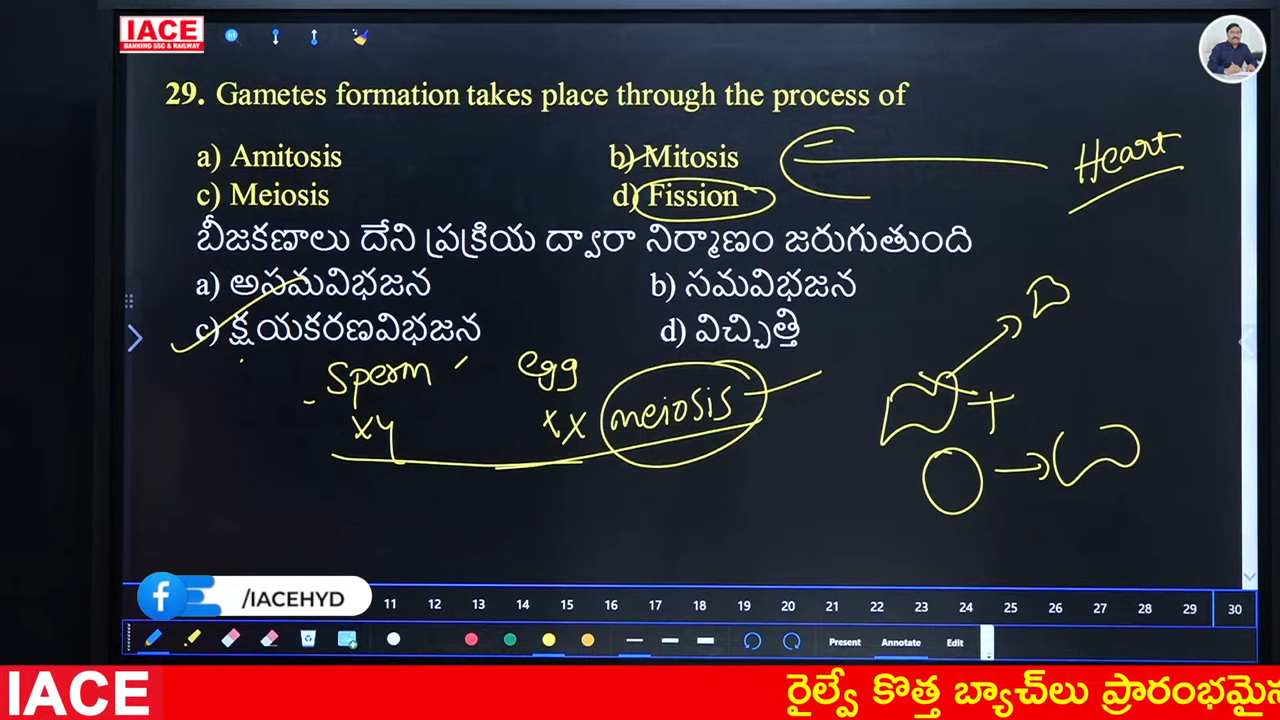 IACE
BANKING SSC & RAILWAY
29. Gametes formation takes place through the process of
a) Amitosis b) Mitosis
c) Meiosis d) Fission
Heart
బీజకణాలు దేని ప్రక్రియ ద్వారా నిర్మాణం జరుగుతుంది
a) అసమవిభజన b) సమవిభజన
c) క్షయకరణవిభజన d) విచ్ఛిత్తి
sperm egg
xy xx meiosis
f /IACEHYD 11 12 13 14 15 16 17 18 19 20 21 22 23 24 25 26 27 28 29 30
Present Annotate Edit
IACE రైల్వే కొత్త బ్యాచ్‌లు ప్రారంభమైన